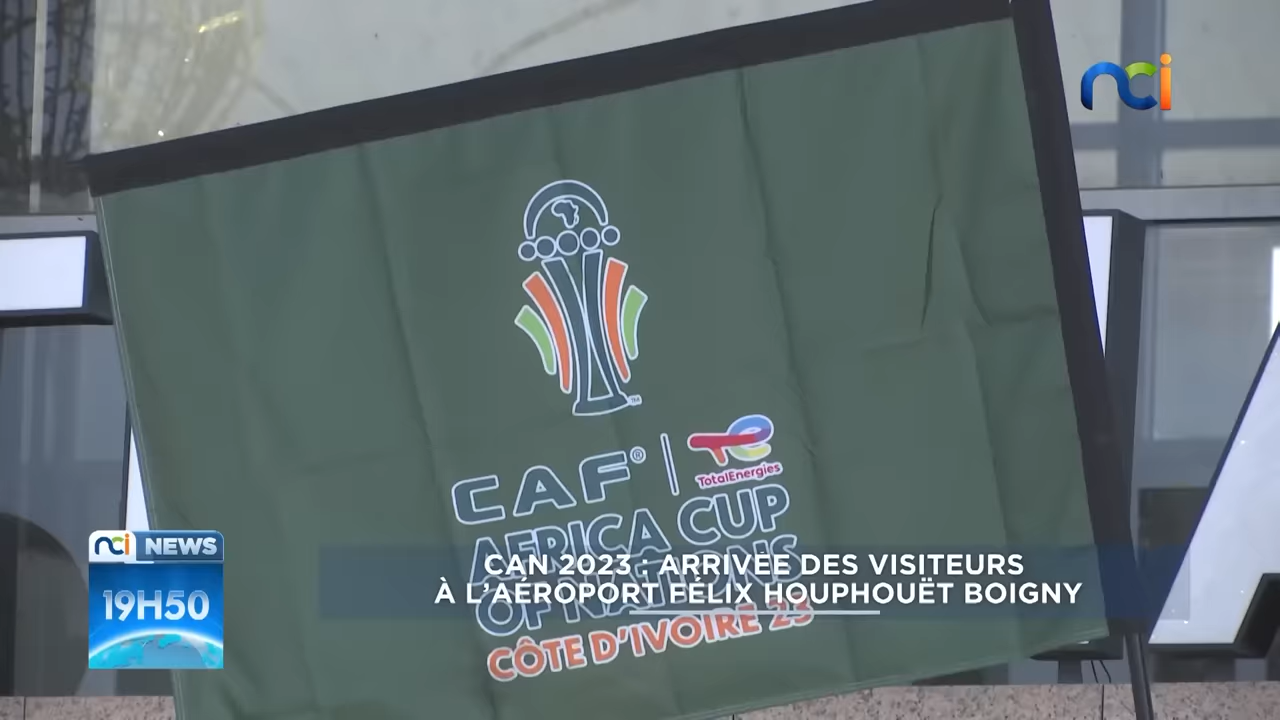 nci
TM
CAF®
TotalEnergies
AFRICA CUP
OF NATIONS
CÔTE D'IVOIRE 23
CAN 2023 : ARRIVÉE DES VISITEURS
À L'AÉROPORT FÉLIX HOUPHOUËT BOIGNY
nci NEWS
19H50